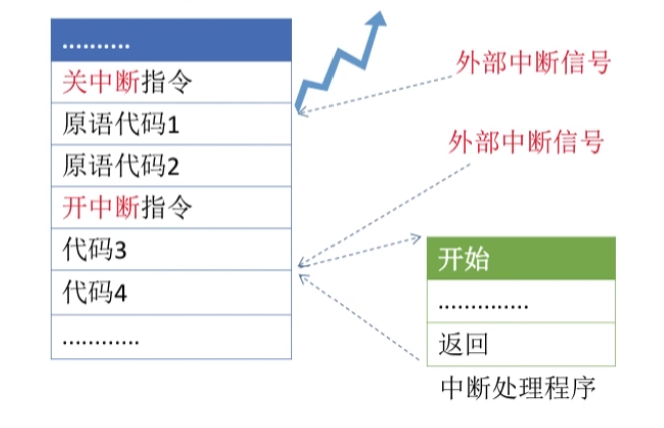 ..........
关中断指令
原语代码1
原语代码2
开中断指令
代码3
代码4
............
外部中断信号
外部中断信号
开始
..............
返回
中断处理程序